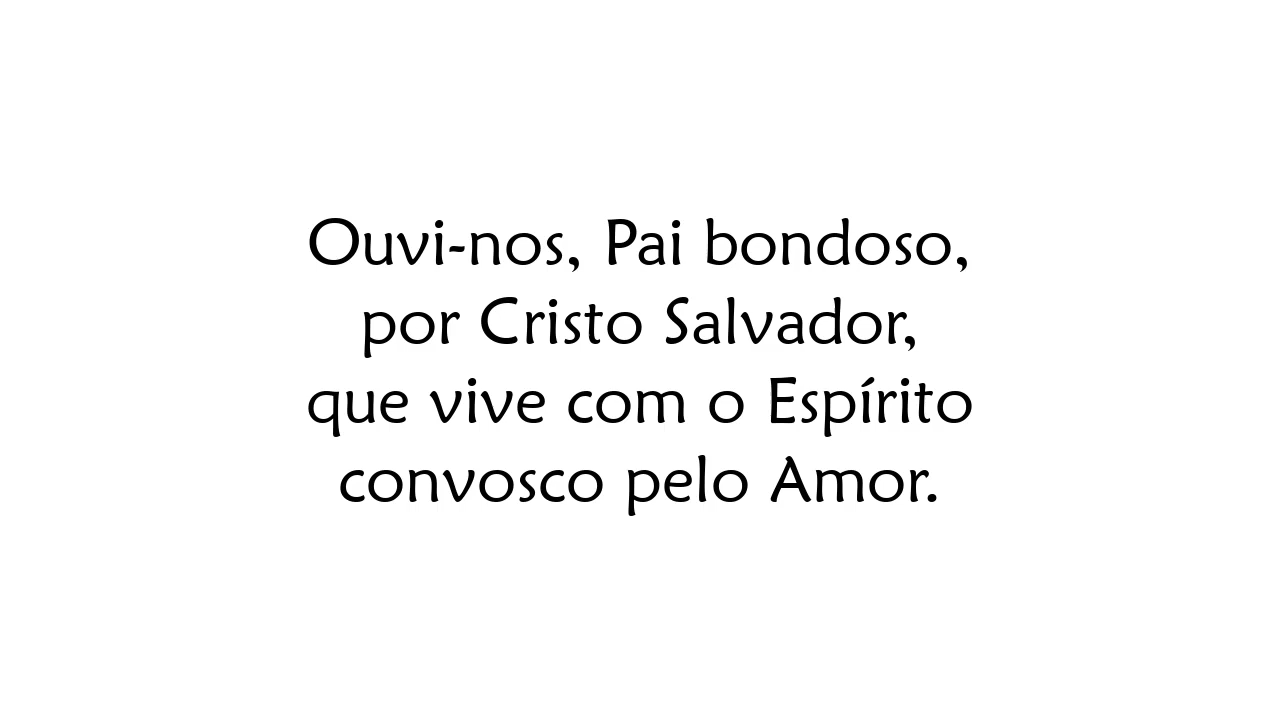 Ouvi-nos, Pai bondoso,
por Cristo Salvador,
que vive com o Espírito
convosco pelo Amor.